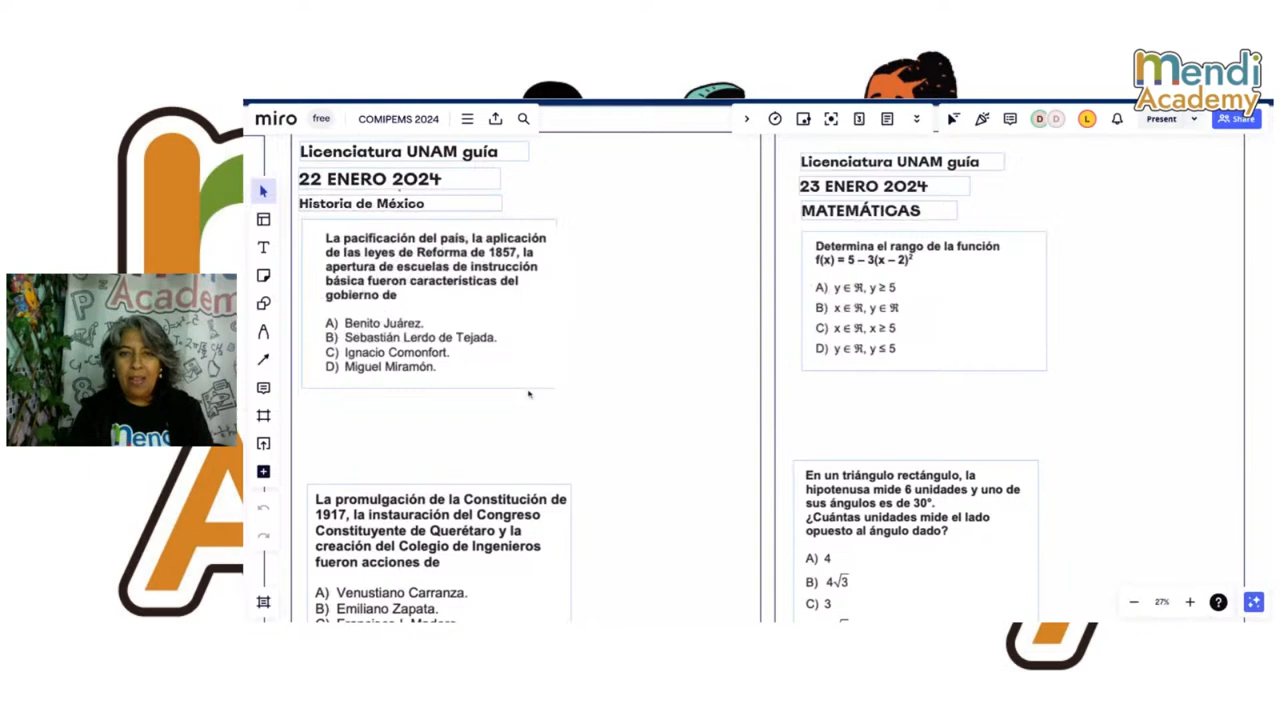 mendi
Academy
miro free COMIPEMS 2024
D D L Present Share
Licenciatura UNAM guía
22 ENERO 2024
Historia de México
La pacificación del país, la aplicación
de las leyes de Reforma de 1857, la
apertura de escuelas de instrucción
básica fueron características del
gobierno de
A) Benito Juárez.
B) Sebastián Lerdo de Tejada.
C) Ignacio Comonfort.
D) Miguel Miramón.
La promulgación de la Constitución de
1917, la instauración del Congreso
Constituyente de Querétaro y la
creación del Colegio de Ingenieros
fueron acciones de
A) Venustiano Carranza.
B) Emiliano Zapata.
Licenciatura UNAM guía
23 ENERO 2024
MATEMÁTICAS
Determina el rango de la función
f(x) = 5 – 3(x – 2)²
A) y ∈ ℜ, y ≥ 5
B) x ∈ ℜ, y ∈ ℜ
C) x ∈ ℜ, x ≥ 5
D) y ∈ ℜ, y ≤ 5
En un triángulo rectángulo, la
hipotenusa mide 6 unidades y uno de
sus ángulos es de 30°.
¿Cuántas unidades mide el lado
opuesto al ángulo dado?
A) 4
B) 4√3
C) 3
27%
Academy
mendi